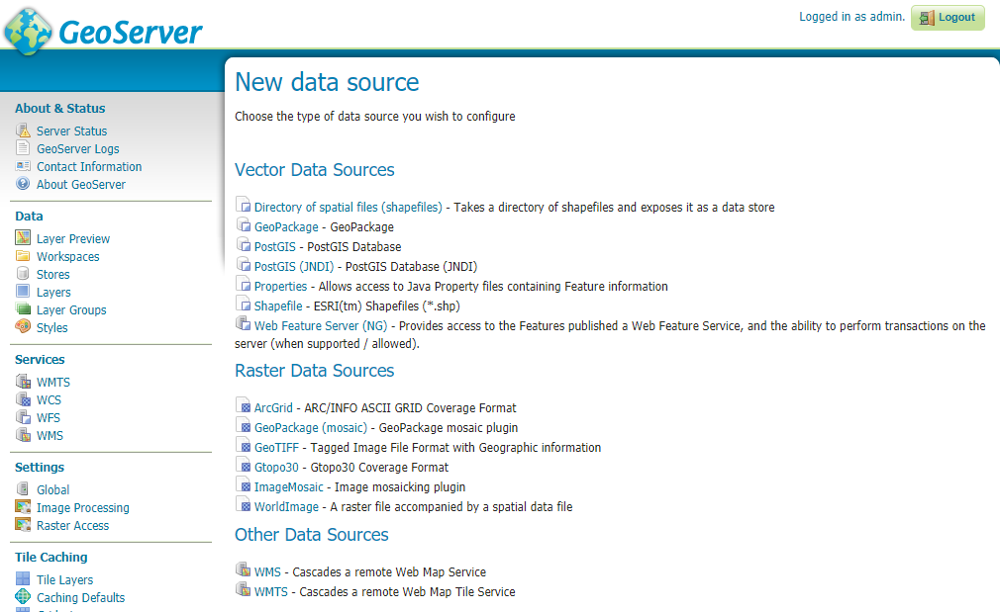 GeoServer
Logged in as admin.
Logout
About & Status
Server Status
GeoServer Logs
Contact Information
About GeoServer
Data
Layer Preview
Workspaces
Stores
Layers
Layer Groups
Styles
Services
WMTS
WCS
WFS
WMS
Settings
Global
Image Processing
Raster Access
Tile Caching
Tile Layers
Caching Defaults
New data source
Choose the type of data source you wish to configure
Vector Data Sources
Directory of spatial files (shapefiles) - Takes a directory of shapefiles and exposes it as a data store
GeoPackage - GeoPackage
PostGIS - PostGIS Database
PostGIS (JNDI) - PostGIS Database (JNDI)
Properties - Allows access to Java Property files containing Feature information
Shapefile - ESRI(tm) Shapefiles (*.shp)
Web Feature Server (NG) - Provides access to the Features published a Web Feature Service, and the ability to perform transactions on the
server (when supported / allowed).
Raster Data Sources
ArcGrid - ARC/INFO ASCII GRID Coverage Format
GeoPackage (mosaic) - GeoPackage mosaic plugin
GeoTIFF - Tagged Image File Format with Geographic information
Gtopo30 - Gtopo30 Coverage Format
ImageMosaic - Image mosaicking plugin
WorldImage - A raster file accompanied by a spatial data file
Other Data Sources
WMS - Cascades a remote Web Map Service
WMTS - Cascades a remote Web Map Tile Service